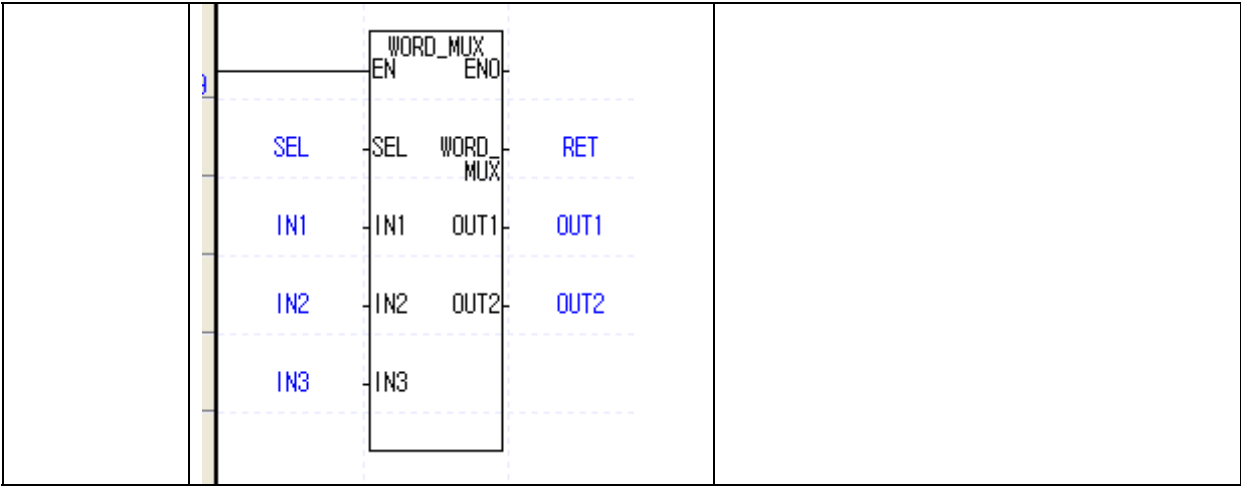 WORD_MUX
EN ENO
SEL SEL WORD_ RET
MUX
IN1 IN1 OUT1 OUT1
IN2 IN2 OUT2 OUT2
IN3 IN3